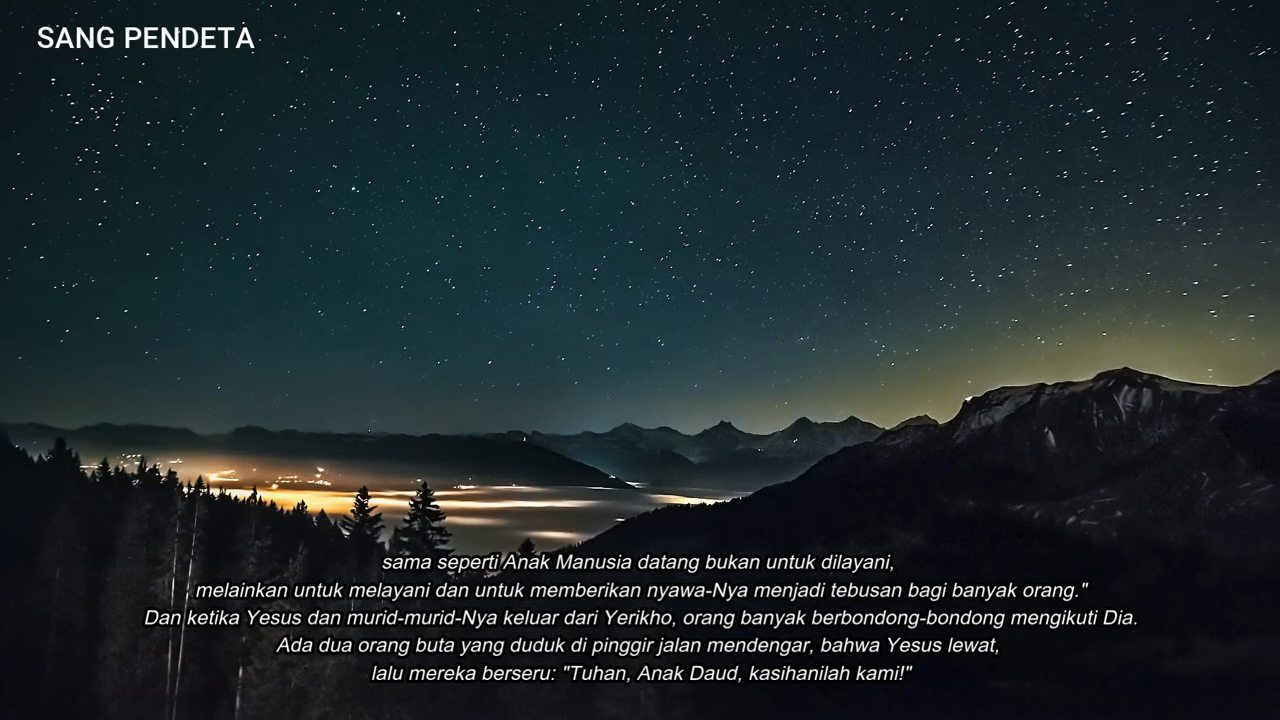 SANG PENDETA
sama seperti Anak Manusia datang bukan untuk dilayani,
melainkan untuk melayani dan untuk memberikan nyawa-Nya menjadi tebusan bagi banyak orang."
Dan ketika Yesus dan murid-murid-Nya keluar dari Yerikho, orang banyak berbondong-bondong mengikuti Dia.
Ada dua orang buta yang duduk di pinggir jalan mendengar, bahwa Yesus lewat,
lalu mereka berseru: "Tuhan, Anak Daud, kasihanilah kami!"